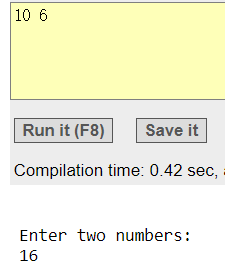 10 6
Run it (F8) Save it
Compilation time: 0.42 sec,
Enter two numbers:
16